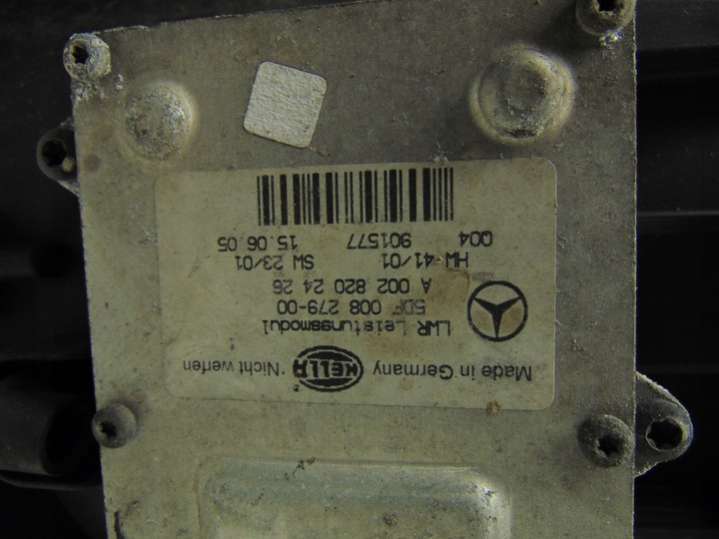 Made in Germany HELLA Nicht werfen
LWR Leistungsmodul
5DF 008 279-00
A 002 820 24 26
HW 41/01 SW 23/01
Q04 901577 15.06.05